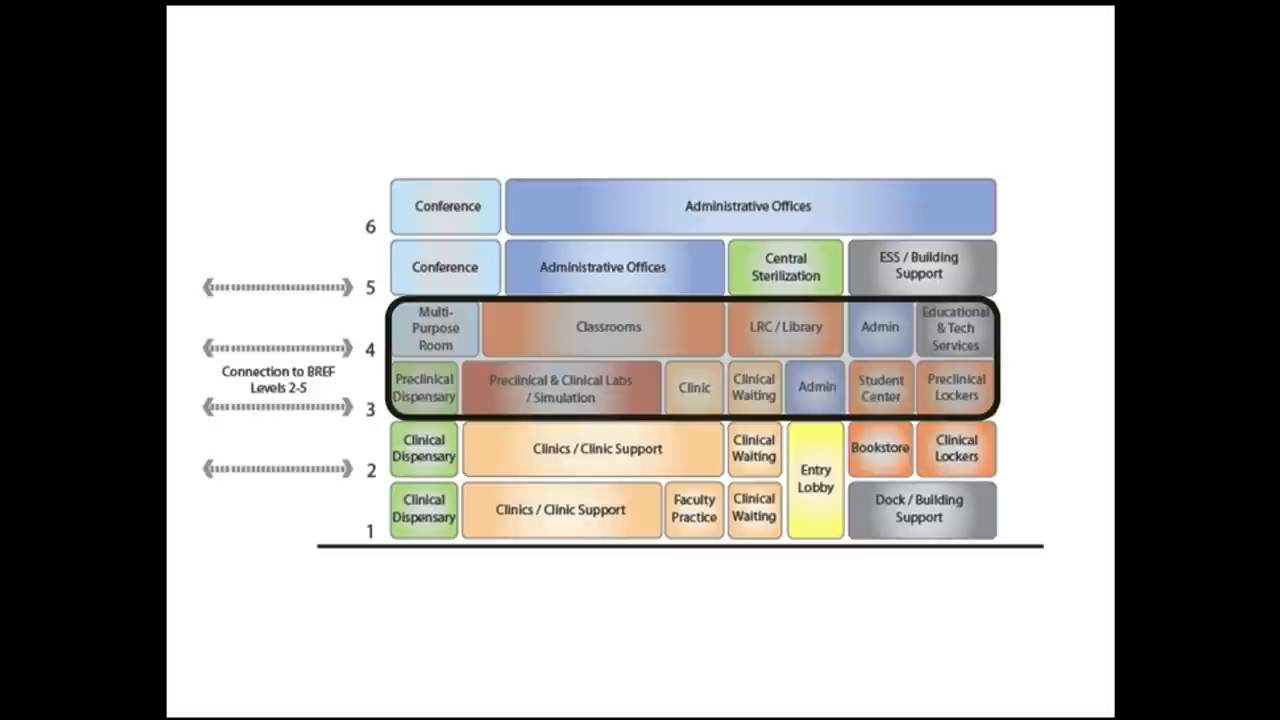 Conference
Administrative Offices
6
Conference
Administrative Offices
Central
Sterilization
ESS / Building
Support
5
Multi-
Purpose
Room
Classrooms
LRC / Library
Admin
Educational
& Tech
Services
4
Connection to BREF
Levels 2-5
Preclinical
Dispensary
Preclinical & Clinical Labs
/ Simulation
Clinic
Clinical
Waiting
Admin
Student
Center
Preclinical
Lockers
3
Clinical
Dispensary
Clinics / Clinic Support
Clinical
Waiting
Entry
Lobby
Bookstore
Clinical
Lockers
2
Clinical
Dispensary
Clinics / Clinic Support
Faculty
Practice
Clinical
Waiting
Dock / Building
Support
1